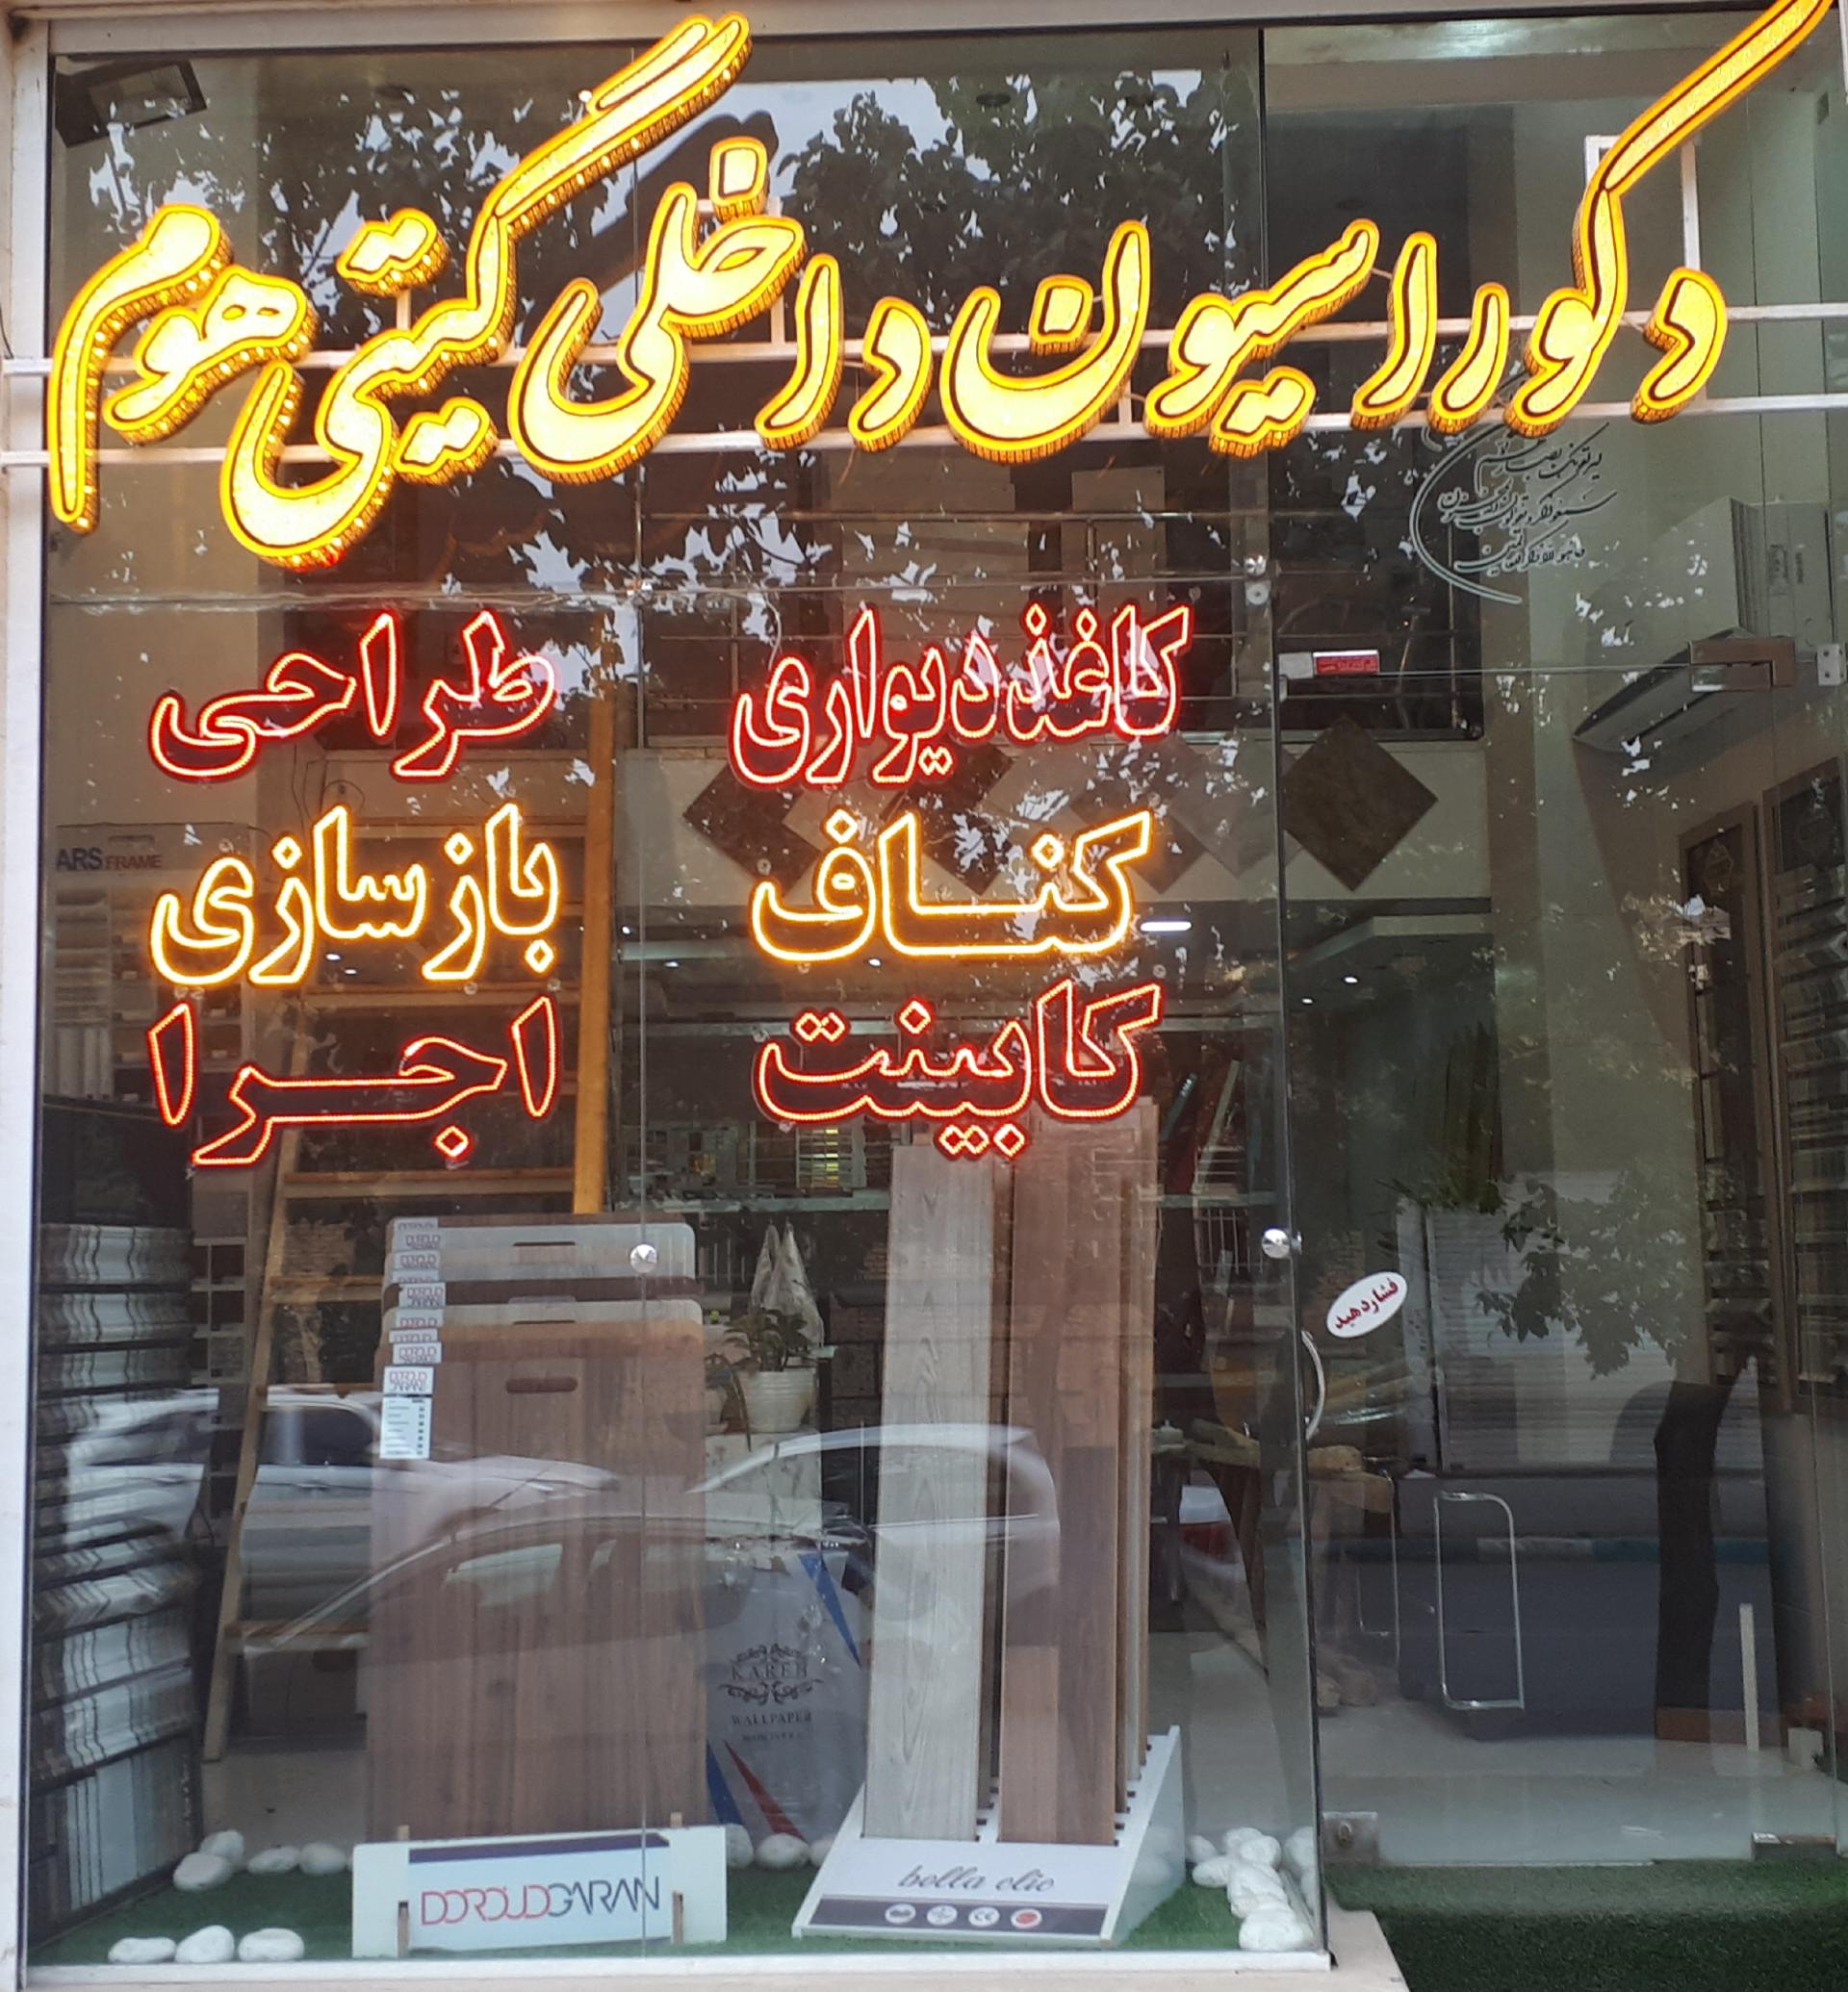 دکوراسیون داخلی گیتی هوم
کاغذ دیواری
کناف
کابینت
طراحی
بازسازی
اجرا
ARS FRAME
فشار دهید
KAREN
WALLPAPER
DOROUDGARAN
bella clic